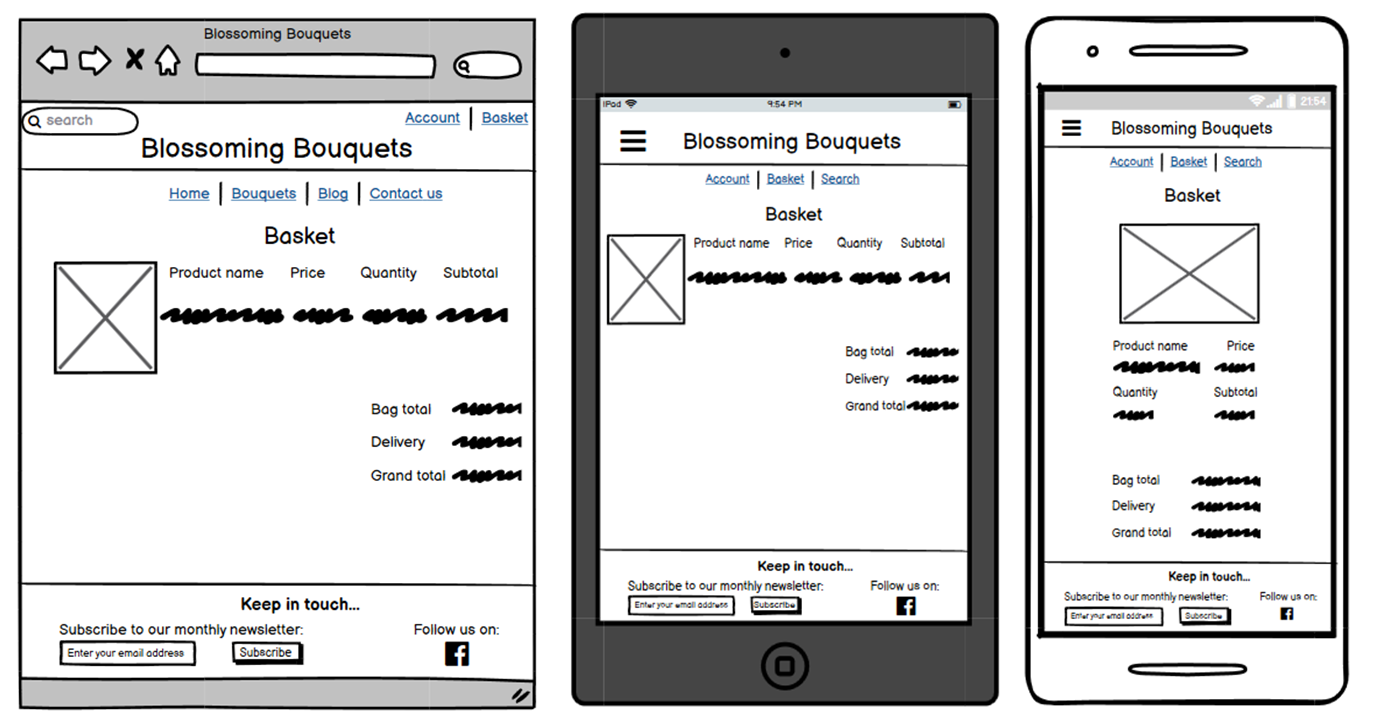 Blossoming Bouquets
search
Account | Basket
Blossoming Bouquets
Home | Bouquets | Blog | Contact us
Basket
Product name Price Quantity Subtotal
Bag total
Delivery
Grand total
Keep in touch...
Subscribe to our monthly newsletter:
Follow us on:
Enter your email address
Subscribe
iPad 9:54 PM
Blossoming Bouquets
Account | Basket | Search
Basket
Product name Price Quantity Subtotal
Bag total
Delivery
Grand total
Keep in touch...
Subscribe to our monthly newsletter:
Follow us on:
Enter your email address
Subscribe
21:54
Blossoming Bouquets
Account | Basket | Search
Basket
Product name Price
Quantity Subtotal
Bag total
Delivery
Grand total
Keep in touch...
Subscribe to our monthly newsletter:
Follow us on:
Enter your email address
Subscribe